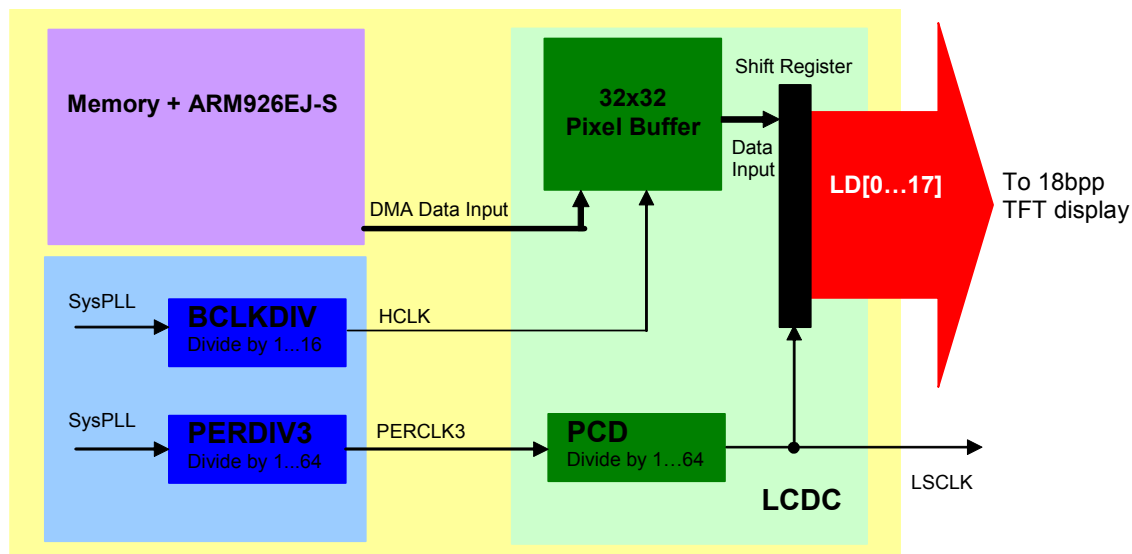 Memory + ARM926EJ-S
32x32
Pixel Buffer
Shift Register
Data
Input
LD[0…17]
To 18bpp
TFT display
DMA Data Input
SysPLL
BCLKDIV
Divide by 1...16
HCLK
SysPLL
PERDIV3
Divide by 1...64
PERCLK3
PCD
Divide by 1…64
LSCLK
LCDC